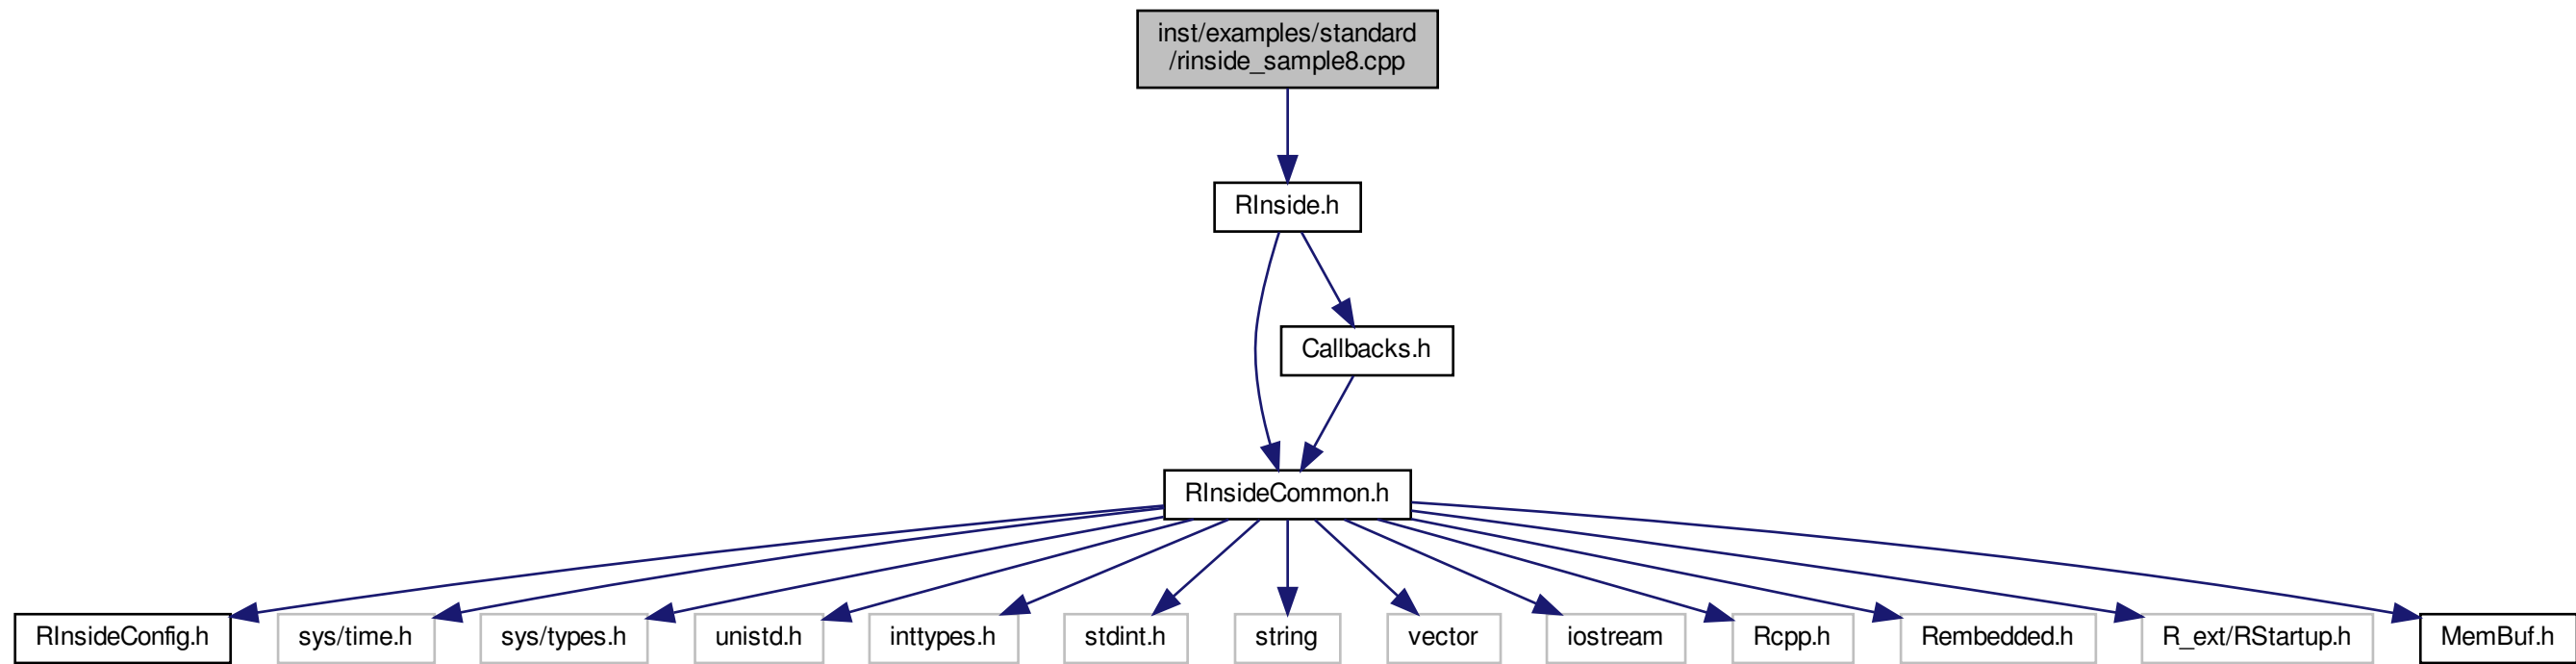 inst/examples/standard
/rinside_sample8.cpp
RInside.h
Callbacks.h
RInsideCommon.h
RInsideConfig.h
sys/time.h
sys/types.h
unistd.h
inttypes.h
stdint.h
string
vector
iostream
Rcpp.h
Rembedded.h
R_ext/RStartup.h
MemBuf.h